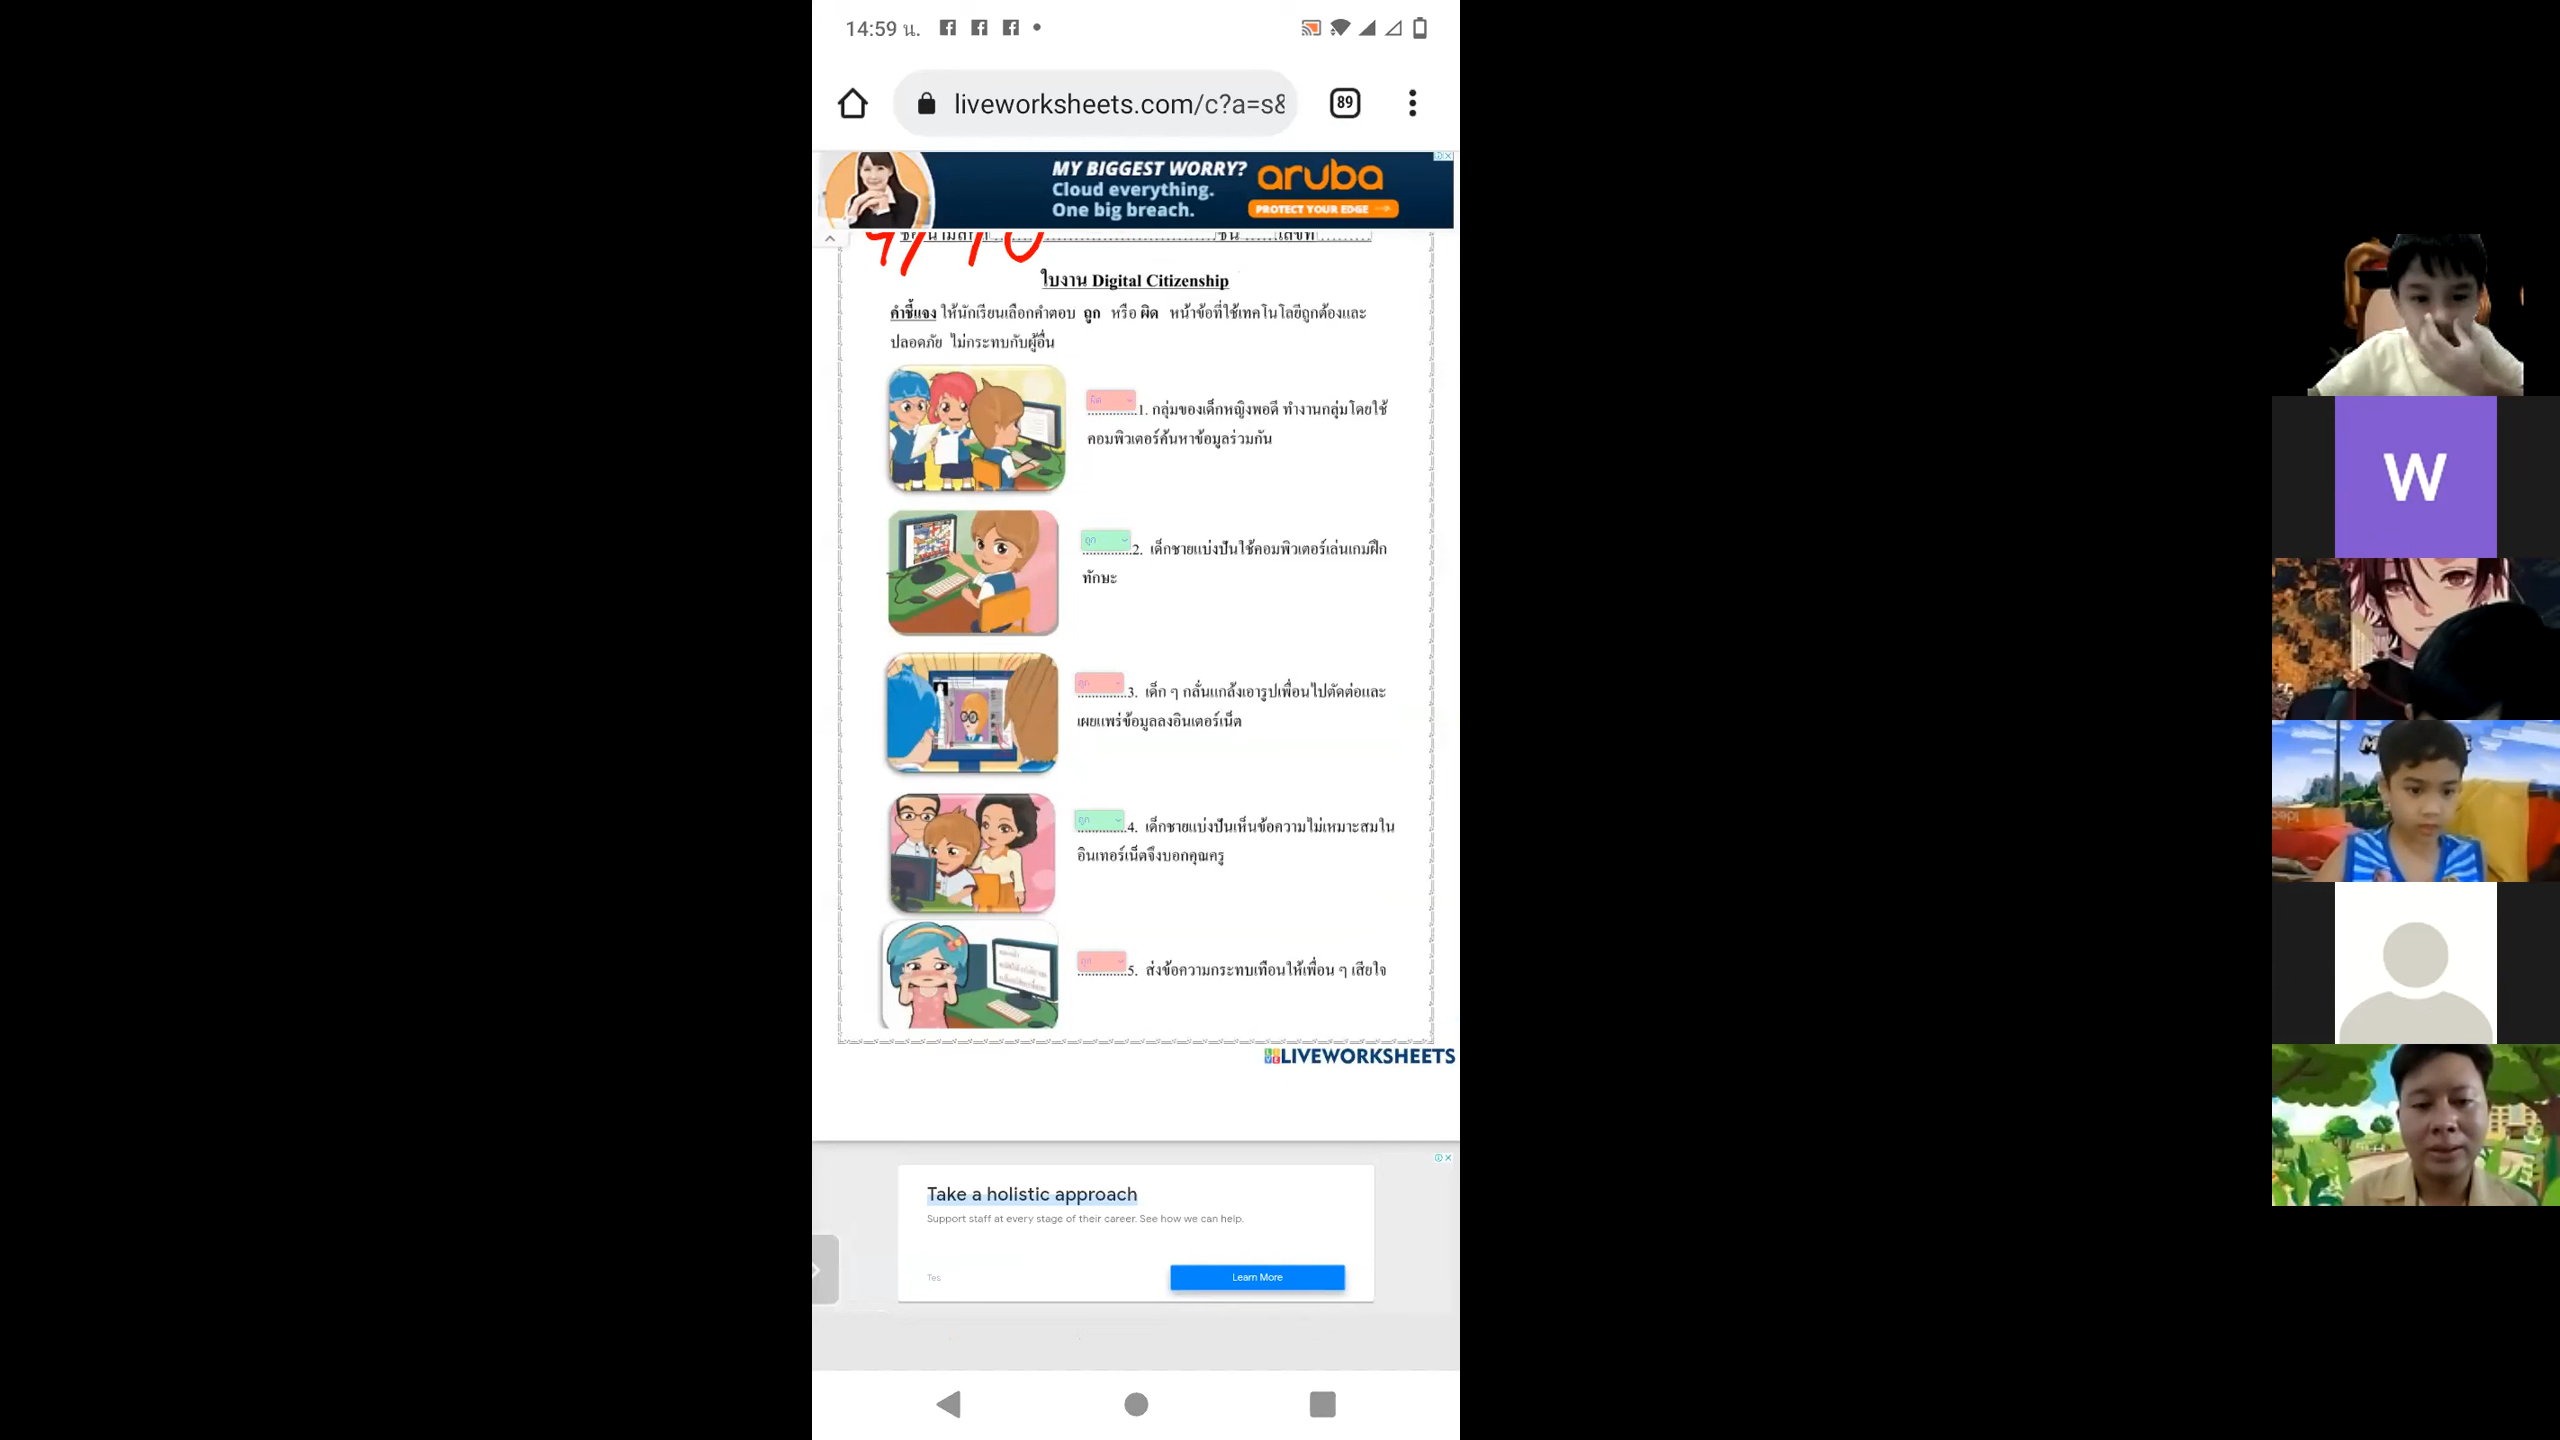 14:59 น.
liveworksheets.com/c?a=s&
89
MY BIGGEST WORRY?
Cloud everything.
One big breach.
aruba
PROTECT YOUR EDGE
ใบงาน Digital Citizenship
คำชี้แจง ให้นักเรียนเลือกคำตอบ ถูก หรือ ผิด หน้าข้อที่ใช้เทคโนโลยีถูกต้องและ
ปลอดภัย ไม่กระทบกับผู้อื่น
ผิด
1. กลุ่มของเด็กหญิงพอดี ทำงานกลุ่มโดยใช้
คอมพิวเตอร์ค้นหาข้อมูลร่วมกัน
ถูก
2. เด็กชายแบ่งปันใช้คอมพิวเตอร์เล่นเกมฝึก
ทักษะ
ถูก
3. เด็ก ๆ กลั่นแกล้งเอารูปเพื่อนไปตัดต่อและ
เผยแพร่ข้อมูลลงอินเตอร์เน็ต
ถูก
4. เด็กชายแบ่งปันเห็นข้อความไม่เหมาะสมใน
อินเทอร์เน็ตจึงบอกคุณครู
ถูก
5. ส่งข้อความกระทบเทือนให้เพื่อน ๆ เสียใจ
LIVEWORKSHEETS
Take a holistic approach
Support staff at every stage of their career. See how we can help.
Tes
Learn More
W